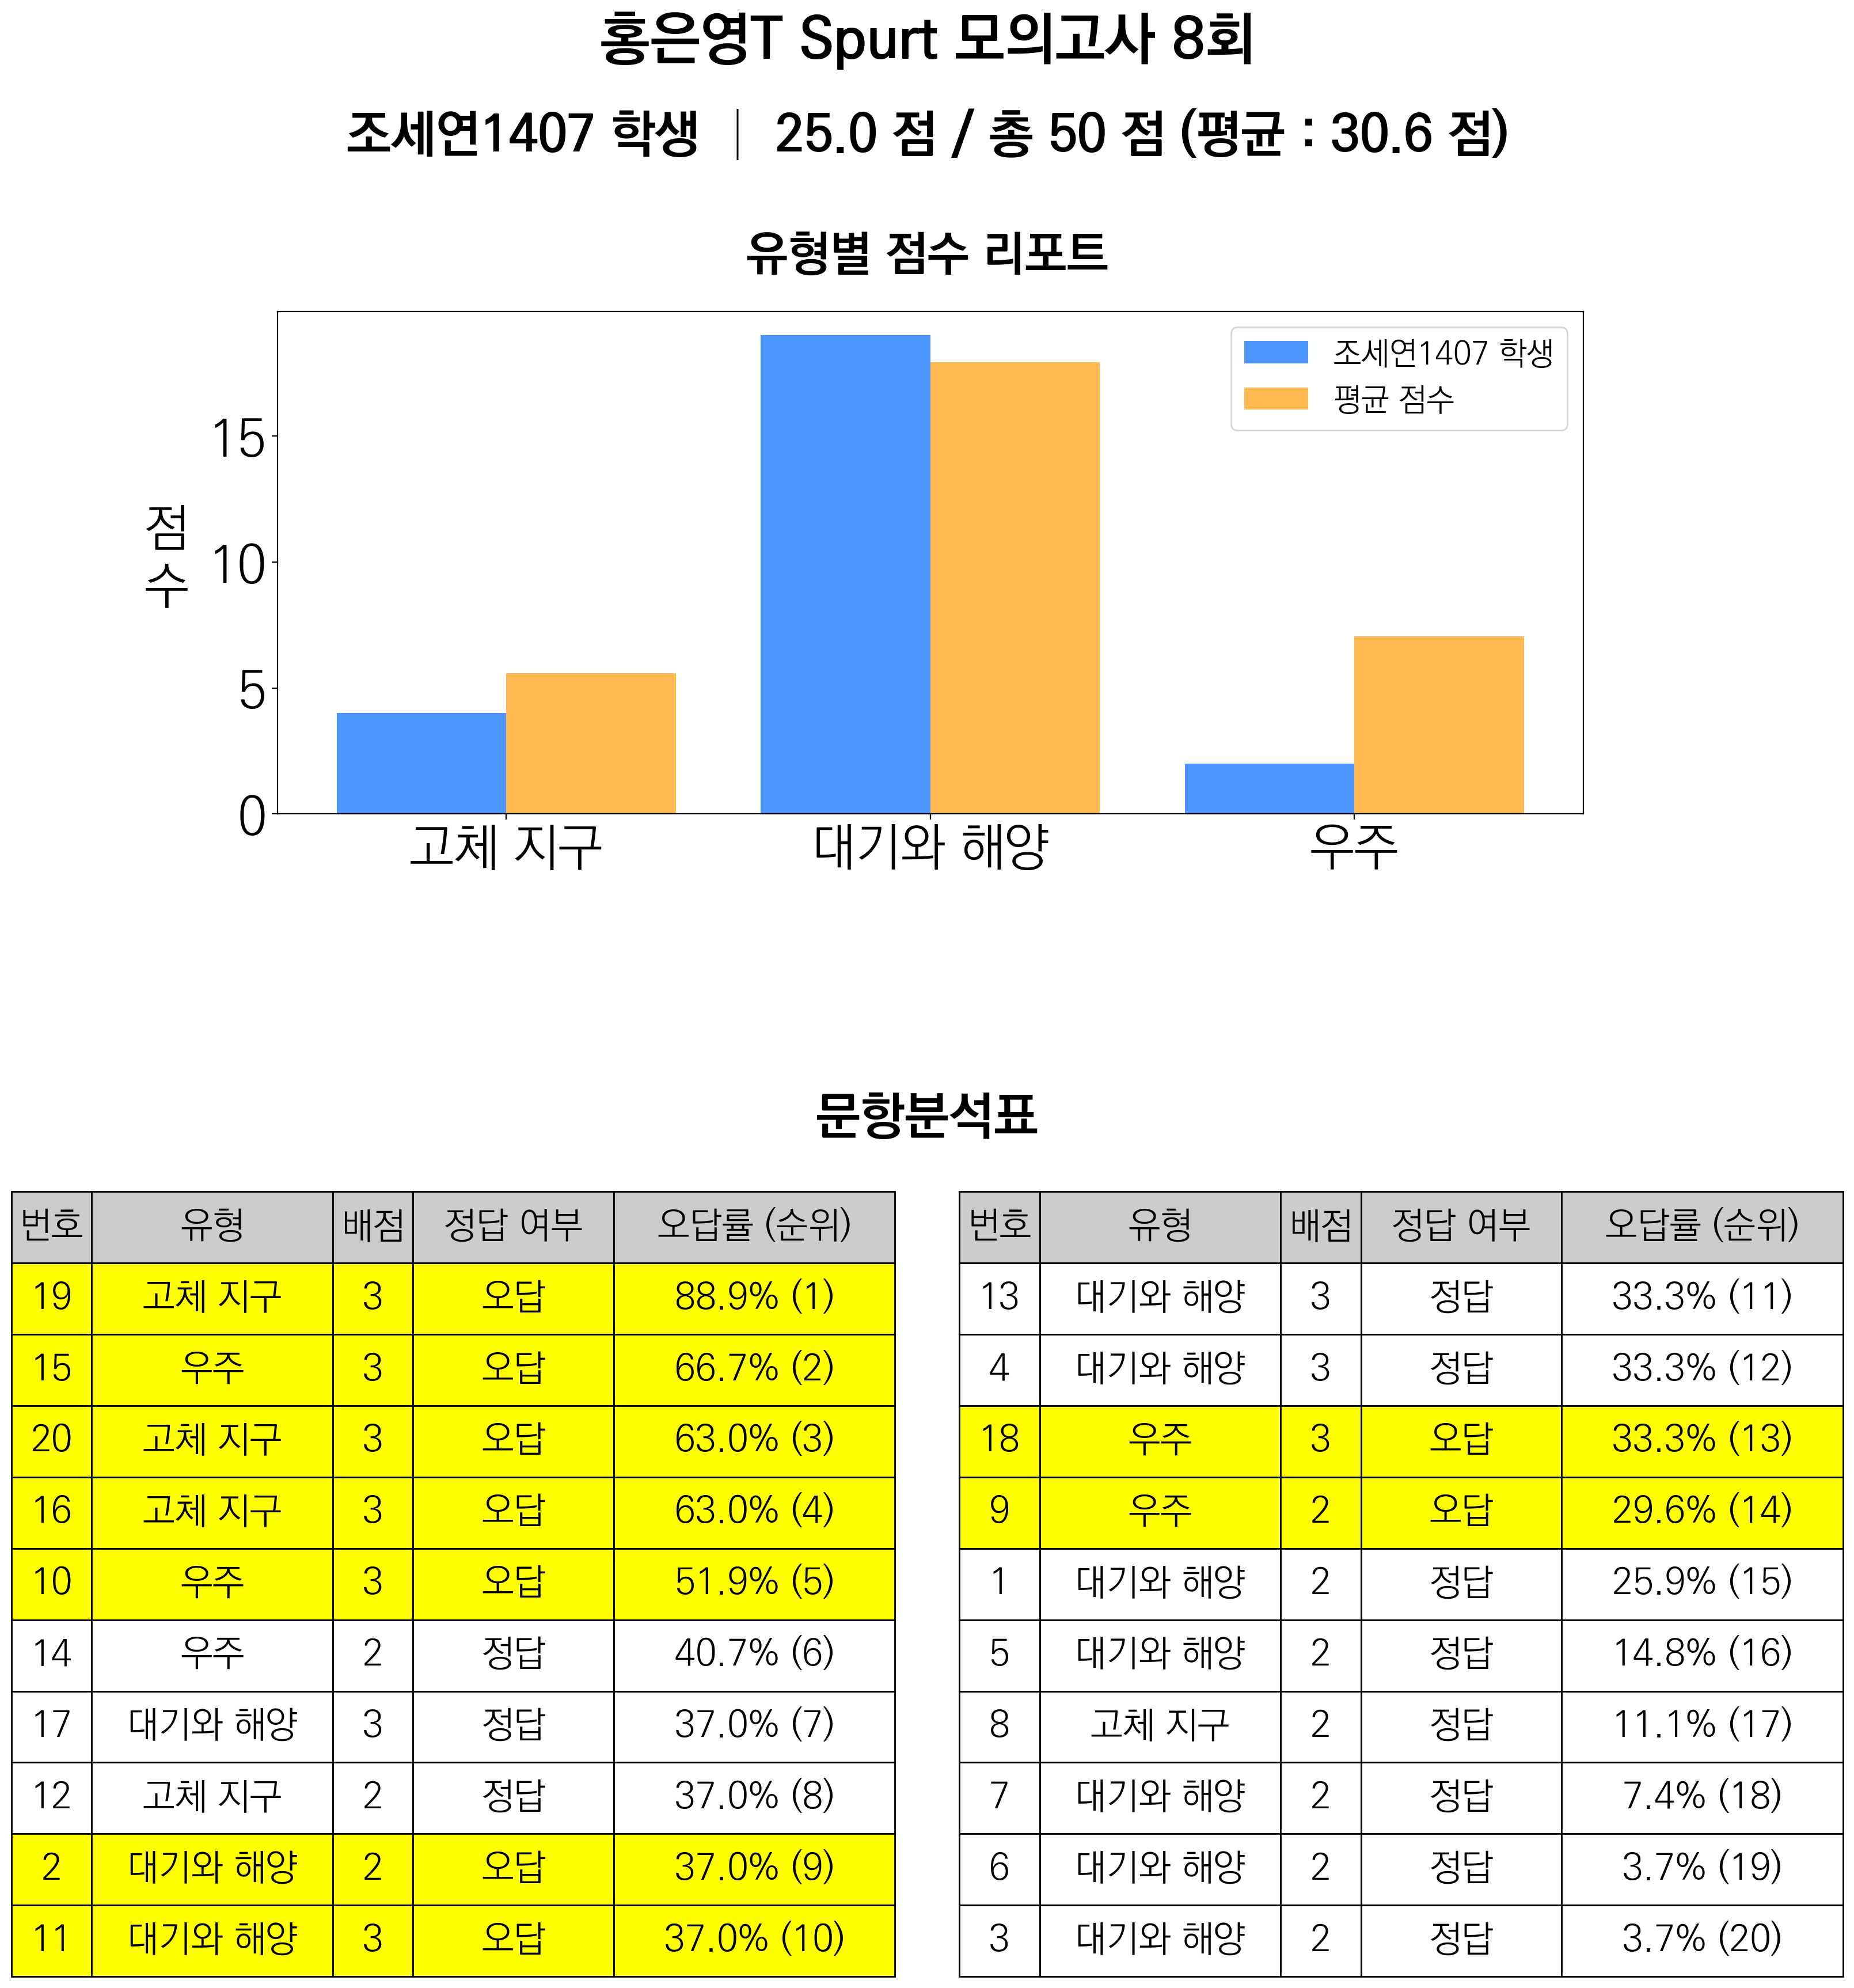 홍은영T Spurt 모의고사 8회
조세연1407 학생 │ 25.0 점 / 총 50 점 (평균 : 30.6 점)
유형별 점수 리포트
조세연1407 학생
평균 점수
점수
15
10
5
0
고체 지구 대기와 해양 우주
문항분석표
번호 유형 배점 정답 여부 오답률 (순위)
19 고체 지구 3 오답 88.9% (1)
15 우주 3 오답 66.7% (2)
20 고체 지구 3 오답 63.0% (3)
16 고체 지구 3 오답 63.0% (4)
10 우주 3 오답 51.9% (5)
14 우주 2 정답 40.7% (6)
17 대기와 해양 3 정답 37.0% (7)
12 고체 지구 2 정답 37.0% (8)
2 대기와 해양 2 오답 37.0% (9)
11 대기와 해양 3 오답 37.0% (10)
번호 유형 배점 정답 여부 오답률 (순위)
13 대기와 해양 3 정답 33.3% (11)
4 대기와 해양 3 정답 33.3% (12)
18 우주 3 오답 33.3% (13)
9 우주 2 오답 29.6% (14)
1 대기와 해양 2 정답 25.9% (15)
5 대기와 해양 2 정답 14.8% (16)
8 고체 지구 2 정답 11.1% (17)
7 대기와 해양 2 정답 7.4% (18)
6 대기와 해양 2 정답 3.7% (19)
3 대기와 해양 2 정답 3.7% (20)